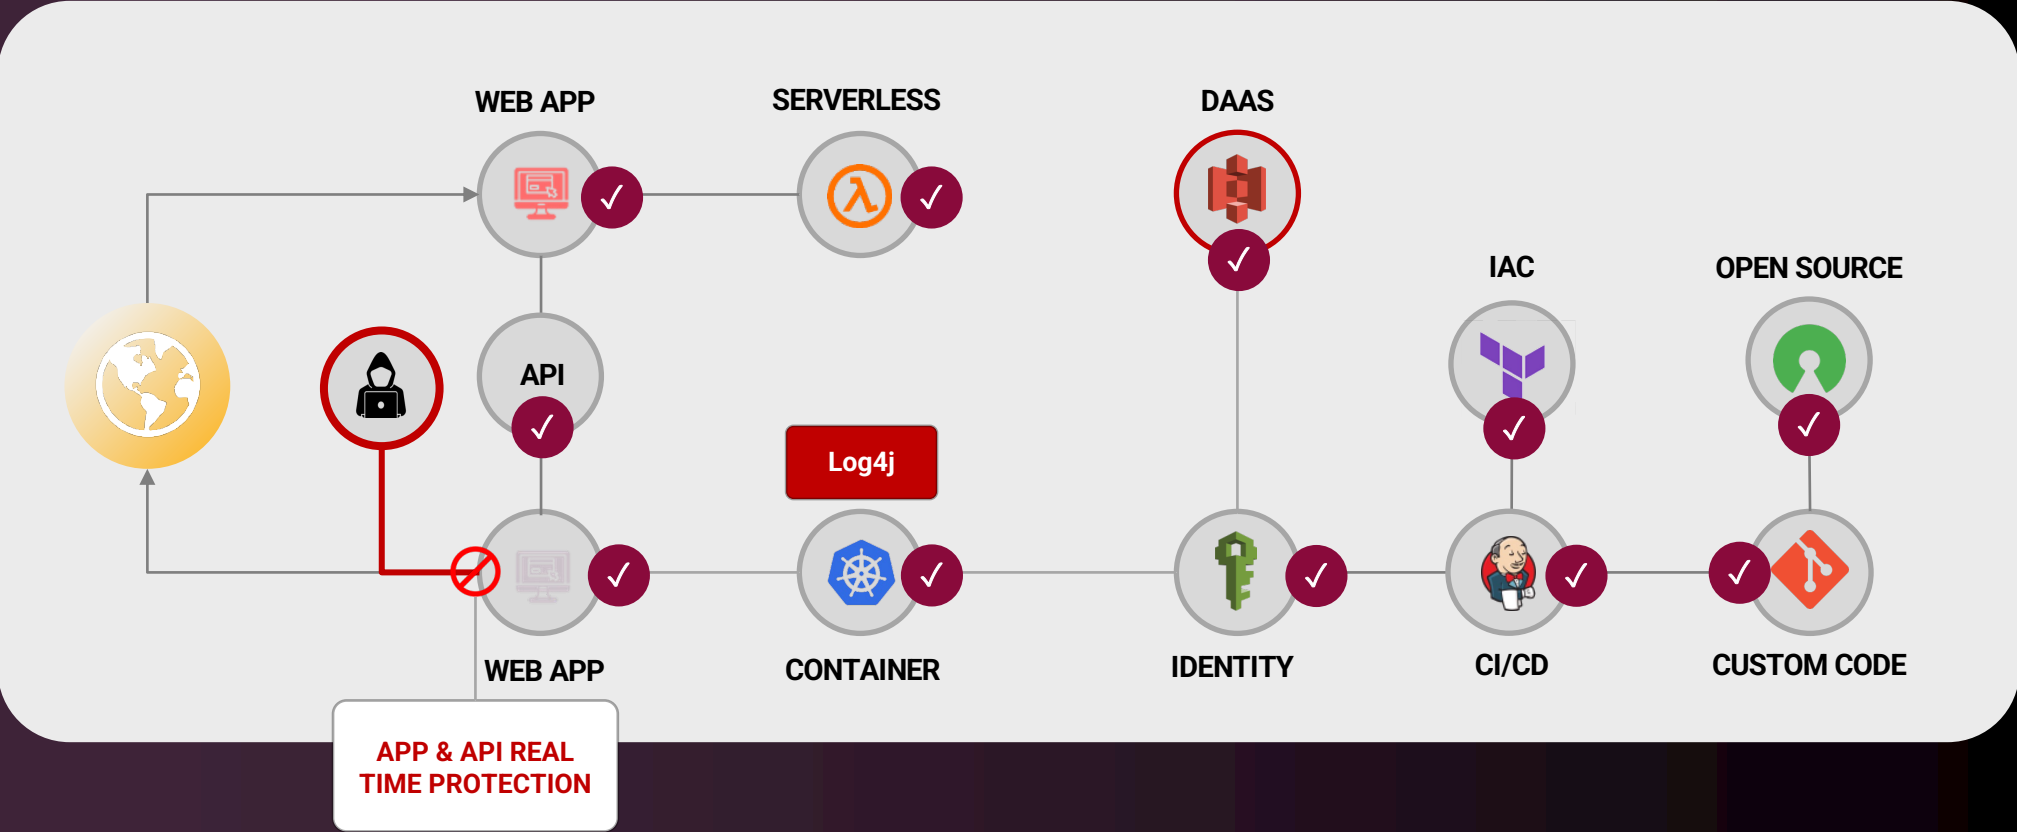 WEB APP
SERVERLESS
DAAS
IAC
OPEN SOURCE
API
Log4j
WEB APP
CONTAINER
IDENTITY
CI/CD
CUSTOM CODE
APP & API REAL
TIME PROTECTION